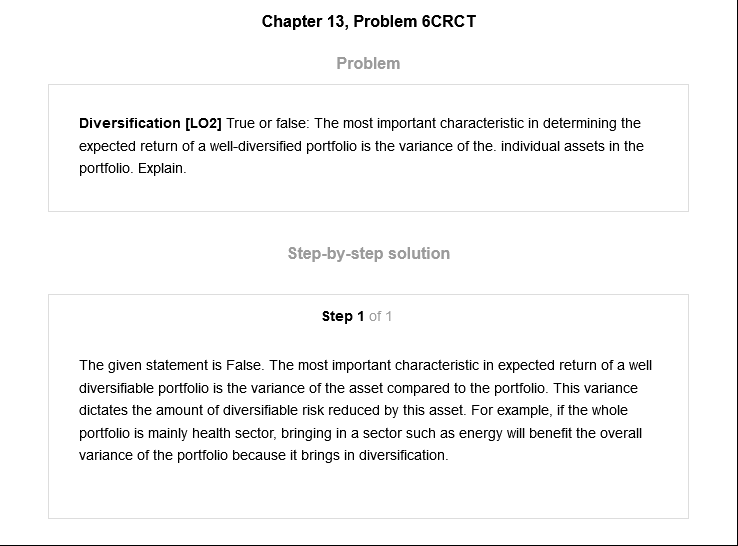 Chapter 13, Problem 6CRCT
Problem
Diversification [LO2] True or false: The most important characteristic in determining the
expected return of a well-diversified portfolio is the variance of the. individual assets in the
portfolio. Explain.
Step-by-step solution
Step 1 of 1
The given statement is False. The most important characteristic in expected return of a well
diversifiable portfolio is the variance of the asset compared to the portfolio. This variance
dictates the amount of diversifiable risk reduced by this asset. For example, if the whole
portfolio is mainly health sector, bringing in a sector such as energy will benefit the overall
variance of the portfolio because it brings in diversification.